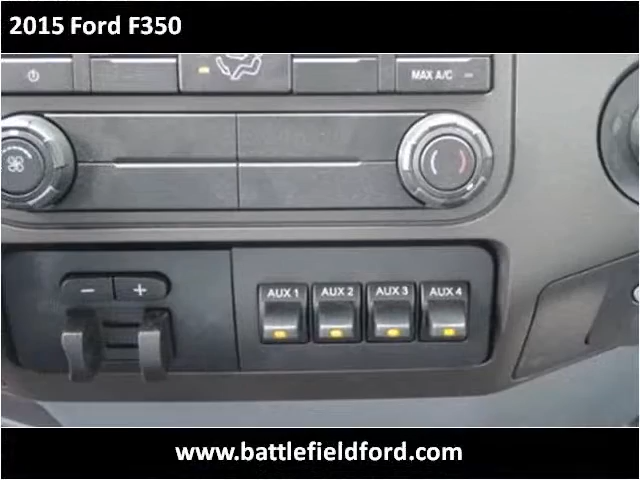 2015 Ford F350
MAX A/C
− +
AUX 1 AUX 2 AUX 3 AUX 4
www.battlefieldford.com